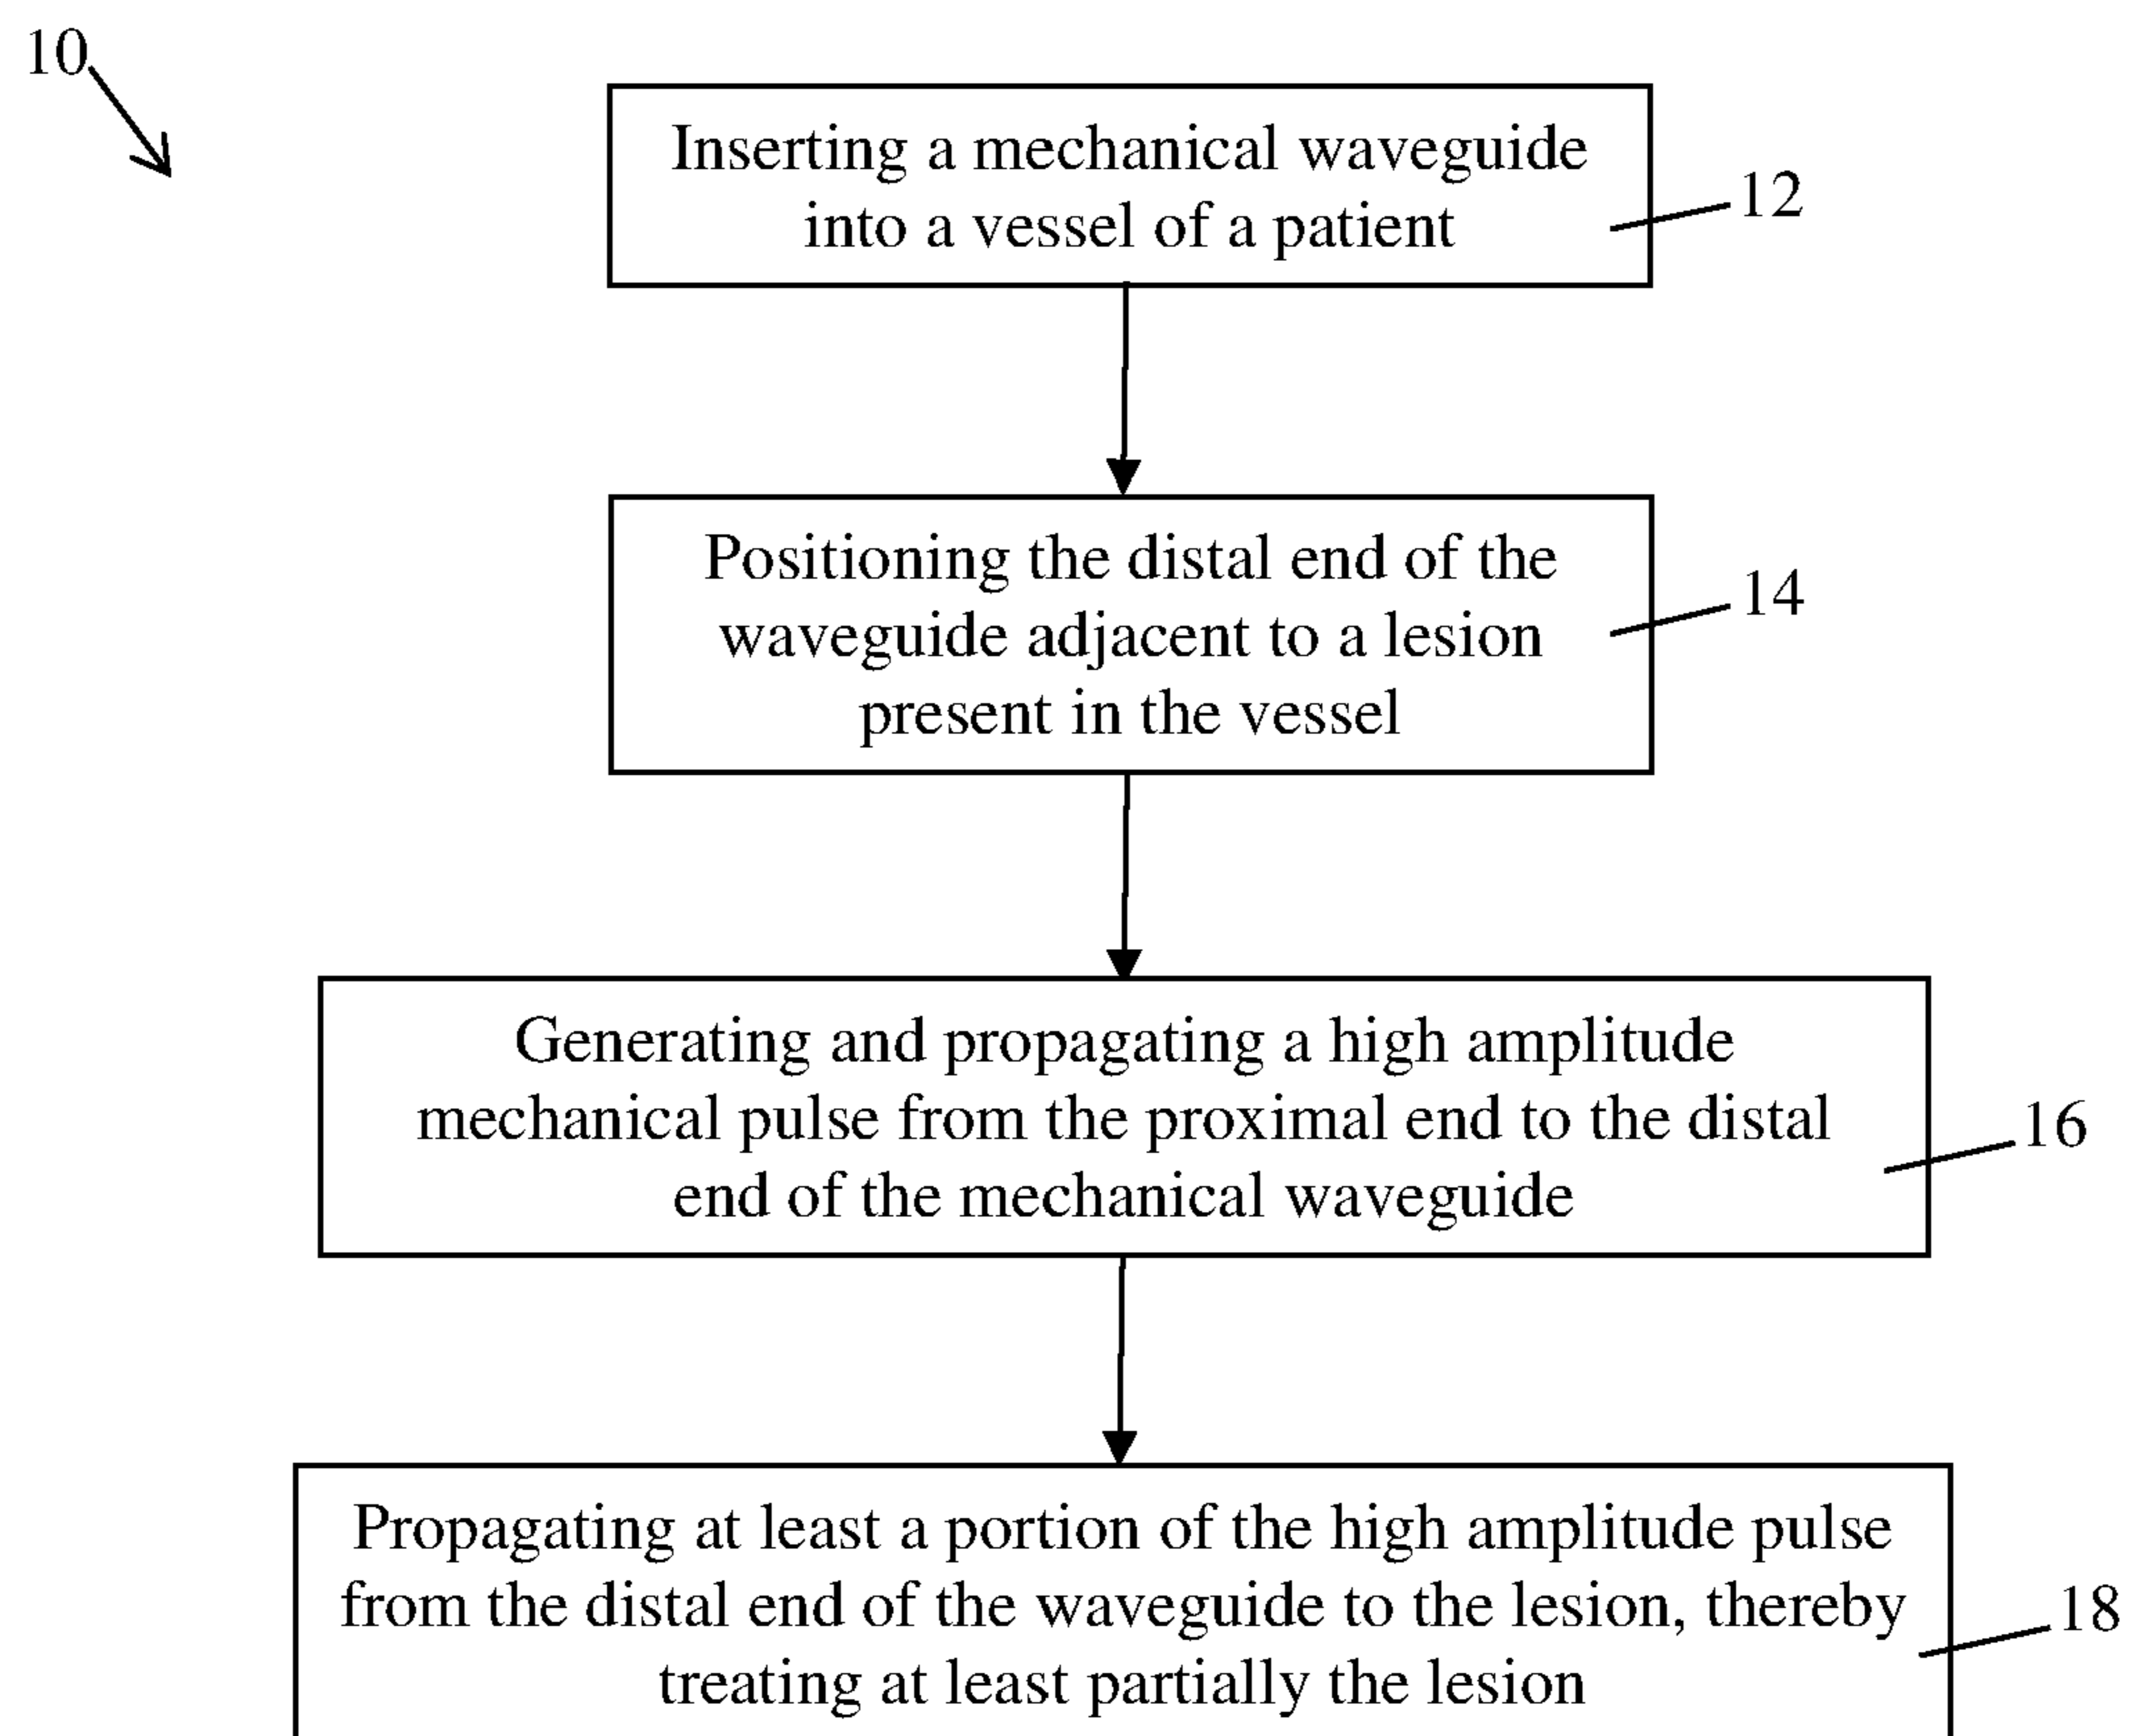 10
Inserting a mechanical waveguide
into a vessel of a patient
12
Positioning the distal end of the
waveguide adjacent to a lesion
present in the vessel
14
Generating and propagating a high amplitude
mechanical pulse from the proximal end to the distal
end of the mechanical waveguide
16
Propagating at least a portion of the high amplitude pulse
from the distal end of the waveguide to the lesion, thereby
treating at least partially the lesion
18